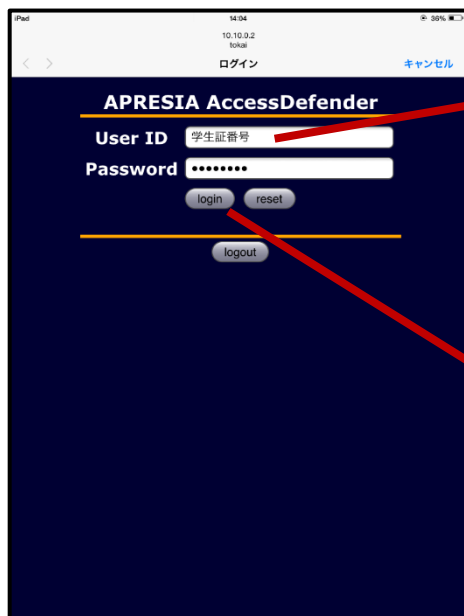 iPad 14:04 36%
10.10.0.2
tokai
< > ログイン キャンセル
APRESIA AccessDefender
User ID 学生証番号
Password ••••••••
login reset
logout